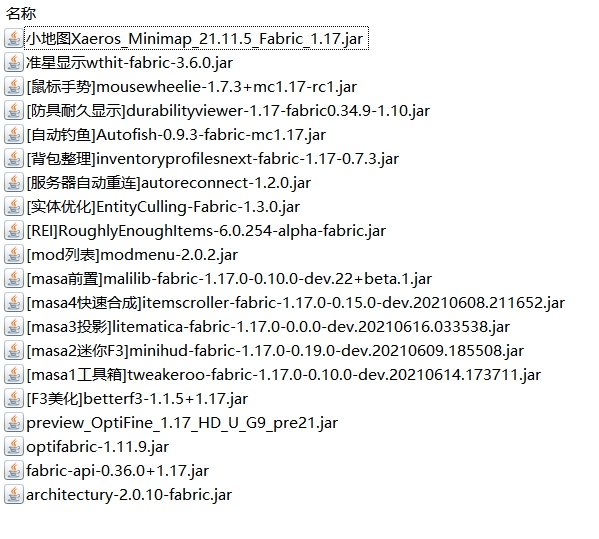 名称
小地图Xaeros_Minimap_21.11.5_Fabric_1.17.jar
准星显示wthit-fabric-3.6.0.jar
[鼠标手势]mousewheelie-1.7.3+mc1.17-rc1.jar
[防具耐久显示]durabilityviewer-1.17-fabric0.34.9-1.10.jar
[自动钓鱼]Autofish-0.9.3-fabric-mc1.17.jar
[背包整理]inventoryprofilesnext-fabric-1.17-0.7.3.jar
[服务器自动重连]autoreconnect-1.2.0.jar
[实体优化]EntityCulling-Fabric-1.3.0.jar
[REI]RoughlyEnoughItems-6.0.254-alpha-fabric.jar
[mod列表]modmenu-2.0.2.jar
[masa前置]malilib-fabric-1.17.0-0.10.0-dev.22+beta.1.jar
[masa4快速合成]itemscroller-fabric-1.17.0-0.15.0-dev.20210608.211652.jar
[masa3投影]litematica-fabric-1.17.0-0.0.0-dev.20210616.033538.jar
[masa2迷你F3]minihud-fabric-1.17.0-0.19.0-dev.20210609.185508.jar
[masa1工具箱]tweakeroo-fabric-1.17.0-0.10.0-dev.20210614.173711.jar
[F3美化]betterf3-1.1.5+1.17.jar
preview_OptiFine_1.17_HD_U_G9_pre21.jar
optifabric-1.11.9.jar
fabric-api-0.36.0+1.17.jar
architectury-2.0.10-fabric.jar